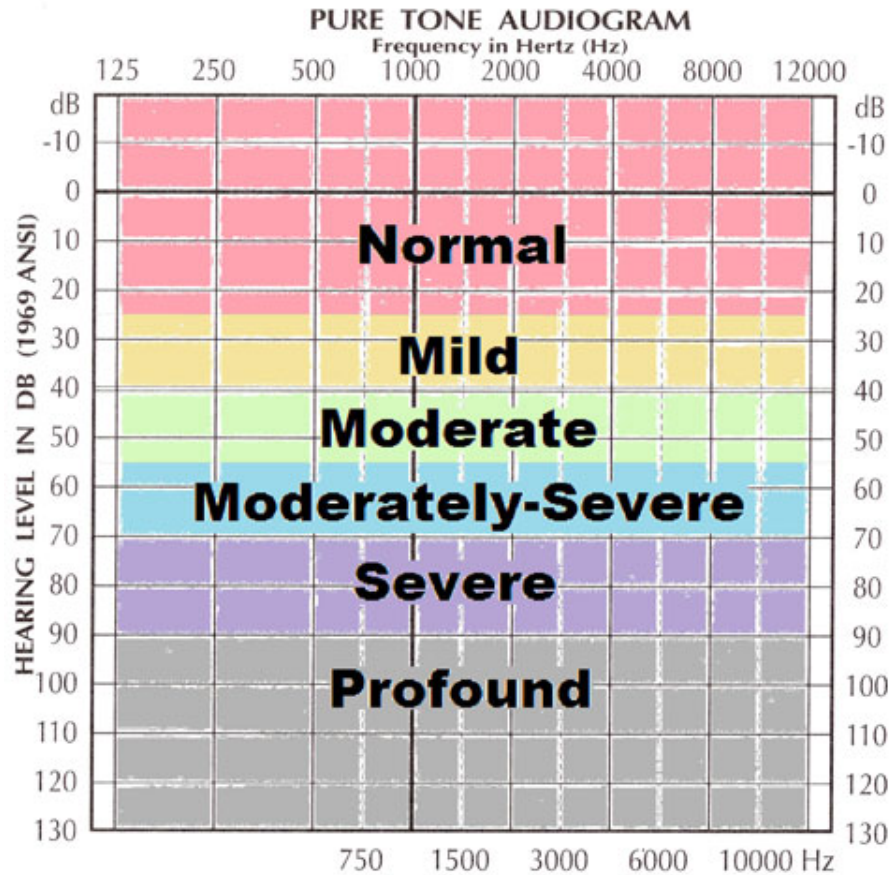 PURE TONE AUDIOGRAM
Frequency in Hertz (Hz)
125 250 500 1000 2000 4000 8000 12000
dB dB
-10 -10
0 0
10 10
Normal
20 20
30 30
Mild
40 40
Moderate
50 50
60 60
Moderately-Severe
70 70
80 80
Severe
90 90
100 100
Profound
110 110
120 120
130 130
750 1500 3000 6000 10000 Hz
HEARING LEVEL IN DB (1969 ANSI)